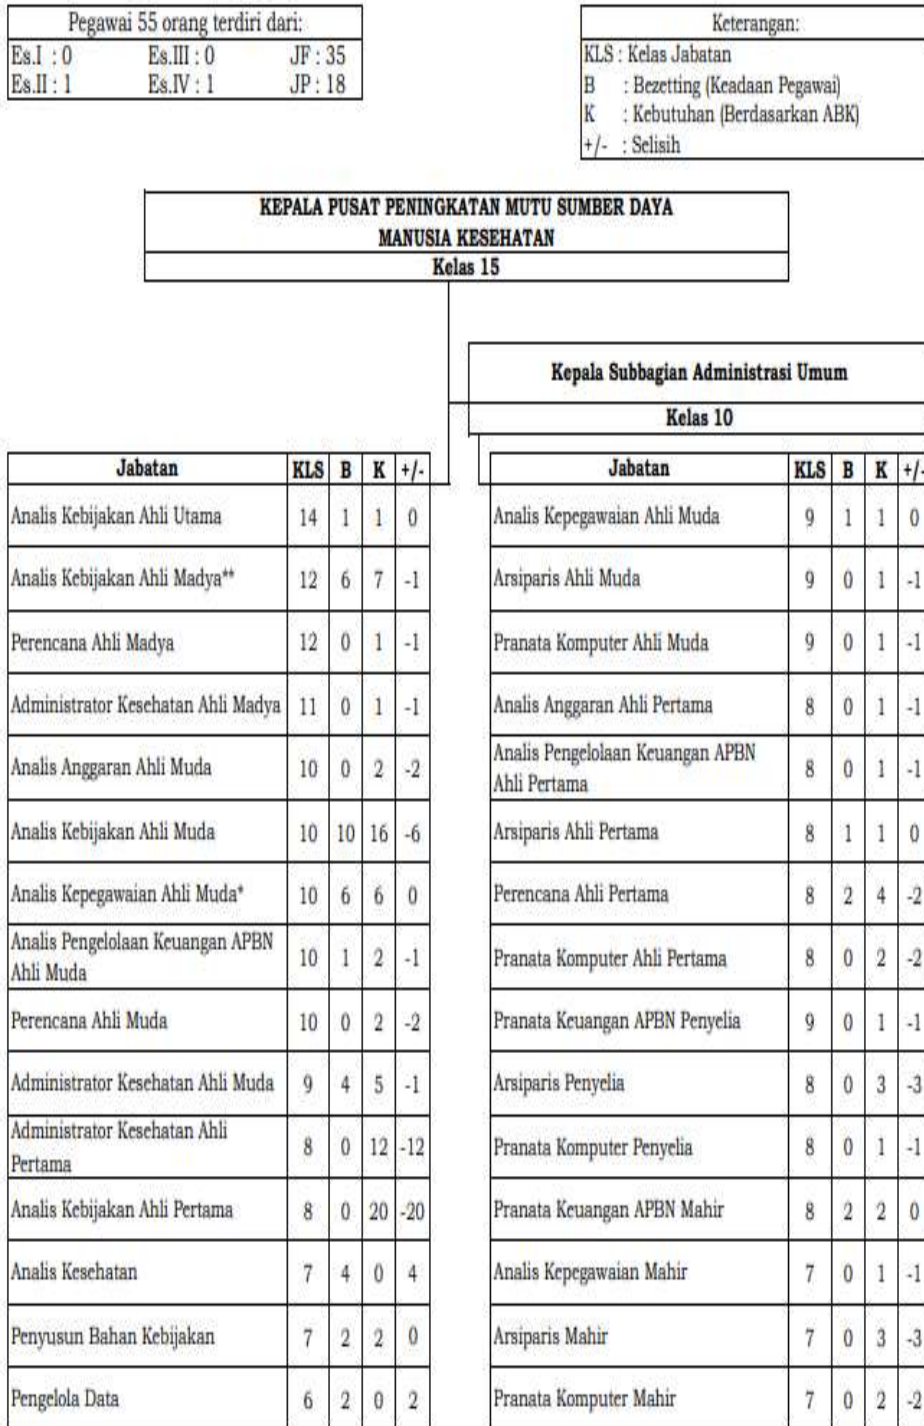 Pegawai 55 orang terdiri dari:
Es.I : 0 Es.III : 0 JF : 35
Es.II : 1 Es.IV : 1 JP : 18
Keterangan:
KLS : Kelas Jabatan
B : Bezetting (Keadaan Pegawai)
K : Kebutuhan (Berdasarkan ABK)
+/- : Selisih
KEPALA PUSAT PENINGKATAN MUTU SUMBER DAYA
MANUSIA KESEHATAN
Kelas 15
Kepala Subbagian Administrasi Umum
Kelas 10
Jabatan KLS B K +/-
Analis Kebijakan Ahli Utama 14 1 1 0
Analis Kebijakan Ahli Madya** 12 6 7 -1
Perencana Ahli Madya 12 0 1 -1
Administrator Kesehatan Ahli Madya 11 0 1 -1
Analis Anggaran Ahli Muda 10 0 2 -2
Analis Kebijakan Ahli Muda 10 10 16 -6
Analis Kepegawaian Ahli Muda* 10 6 6 0
Analis Pengelolaan Keuangan APBN
Ahli Muda 10 1 2 -1
Perencana Ahli Muda 10 0 2 -2
Administrator Kesehatan Ahli Muda 9 4 5 -1
Administrator Kesehatan Ahli
Pertama 8 0 12 -12
Analis Kebijakan Ahli Pertama 8 0 20 -20
Analis Kesehatan 7 4 0 4
Penyusun Bahan Kebijakan 7 2 2 0
Pengelola Data 6 2 0 2
Jabatan KLS B K +/-
Analis Kepegawaian Ahli Muda 9 1 1 0
Arsiparis Ahli Muda 9 0 1 -1
Pranata Komputer Ahli Muda 9 0 1 -1
Analis Anggaran Ahli Pertama 8 0 1 -1
Analis Pengelolaan Keuangan APBN
Ahli Pertama 8 0 1 -1
Arsiparis Ahli Pertama 8 1 1 0
Perencana Ahli Pertama 8 2 4 -2
Pranata Komputer Ahli Pertama 8 0 2 -2
Pranata Keuangan APBN Penyelia 9 0 1 -1
Arsiparis Penyelia 8 0 3 -3
Pranata Komputer Penyelia 8 0 1 -1
Pranata Keuangan APBN Mahir 8 2 2 0
Analis Kepegawaian Mahir 7 0 1 -1
Arsiparis Mahir 7 0 3 -3
Pranata Komputer Mahir 7 0 2 -2